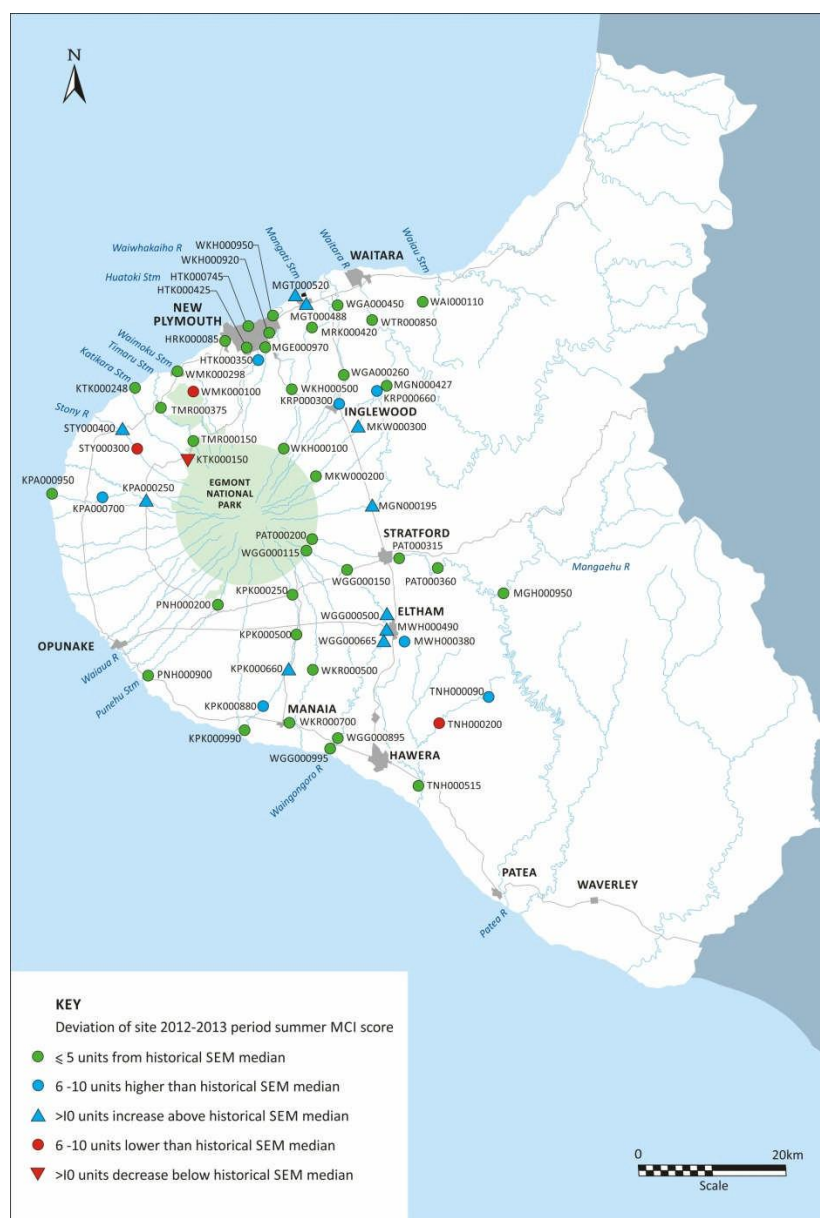 N
WKH000950
Waiwhakaiho R
WKH000920
Huatoki Stm
HTK000745
HTK000425
Mangati Stm
Waitara R
Waiau Stm
WAITARA
MGT000520
NEW
PLYMOUTH
MGT000488
WGA000450
WAI000110
MRK000420
WTR000850
HRK000085
MGE000970
HTK000350
Waimoku Stm
Timaru Stm
Katikara Stm
WMK000298
WGA000260
KTK000248
WMK000100
WKH000500
MGN000427
KRP000300
KRP000660
Stony R
TMR000375
INGLEWOOD
STY000400
MKW000300
TMR000150
STY000300
WKH000100
KTK000150
KPA000950
EGMONT
NATIONAL
PARK
MKW000200
KPA000250
KPA000700
MGN000195
PAT000200
STRATFORD
WGG000115
PAT000315
WGG000150
PAT000360
Mangaehu R
KPK000250
MGH000950
PNH000200
WGG000500
ELTHAM
MWH000490
KPK000500
WGG000665
MWH000380
OPUNAKE
Waiaua R
PNH000900
KPK000660
WKR000500
Punehu Stm
TNH000090
KPK000880
MANAIA
TNH000200
WKR000700
KPK000990
WGG000895
WGG000995
HAWERA
Waingongoro R
TNH000515
PATEA
WAVERLEY
Patea R
KEY
Deviation of site 2012-2013 period summer MCI score
⩽ 5 units from historical SEM median
6 -10 units higher than historical SEM median
>I0 units increase above historical SEM median
6 -10 units lower than historical SEM median
>I0 units decrease below historical SEM median
0
20km
Scale